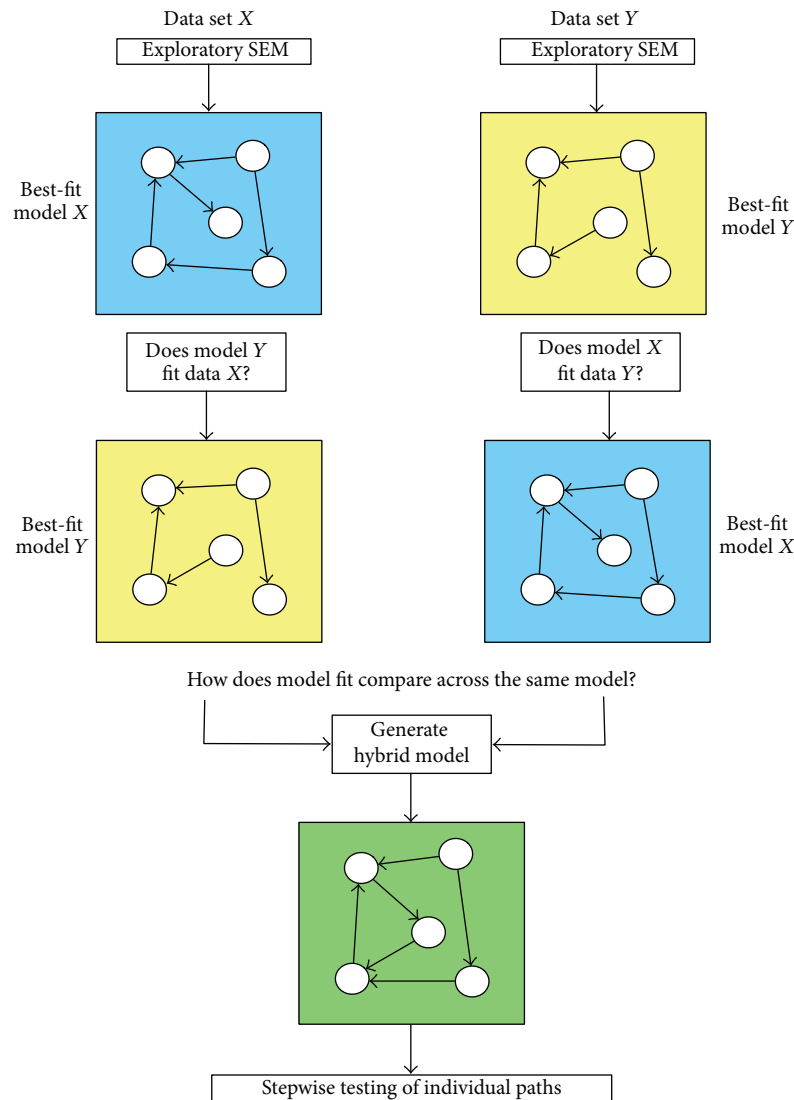 Data set X
Data set Y
Exploratory SEM
Exploratory SEM
Best-fit
model X
Best-fit
model Y
Does model Y
fit data X?
Does model X
fit data Y?
Best-fit
model Y
Best-fit
model X
How does model fit compare across the same model?
Generate
hybrid model
Stepwise testing of individual paths